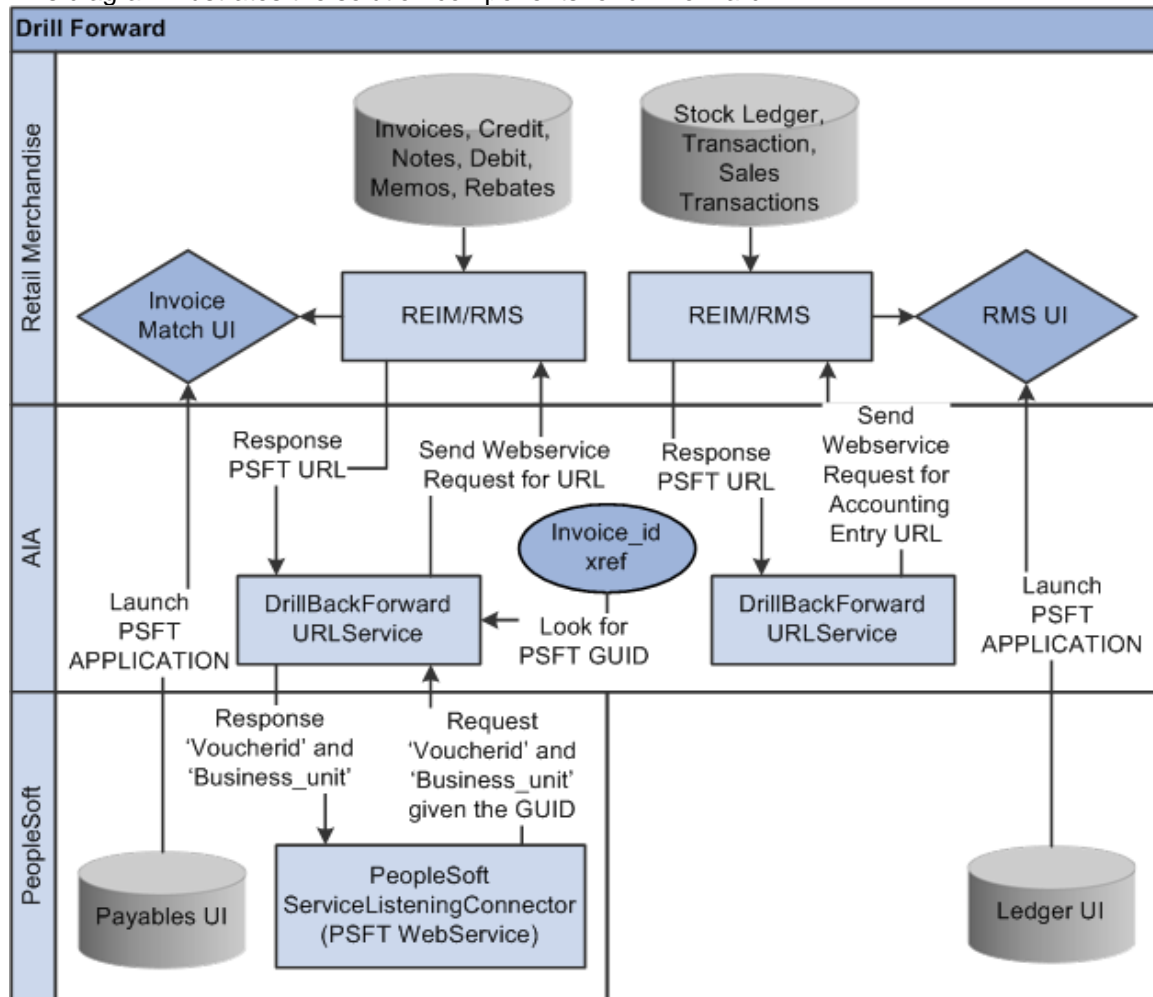 Drill Forward
Retail Merchandise
Invoices, Credit,
Notes, Debit,
Memos, Rebates
Stock Ledger,
Transaction,
Sales
Transactions
Invoice
Match UI
REIM/RMS
REIM/RMS
RMS UI
AIA
Response
PSFT URL
Send Webservice
Request for URL
Response
PSFT URL
Send
Webservice
Request for
Accounting
Entry URL
Invoice_id
xref
Launch
PSFT
APPLICATION
DrillBackForward
URLService
Look for
PSFT GUID
DrillBackForward
URLService
Launch
PSFT
APPLICATION
PeopleSoft
Response
‘Voucherid’ and
‘Business_unit’
Request
‘Voucherid’ and
‘Business_unit’
given the GUID
Payables UI
PeopleSoft
ServiceListeningConnector
(PSFT WebService)
Ledger UI